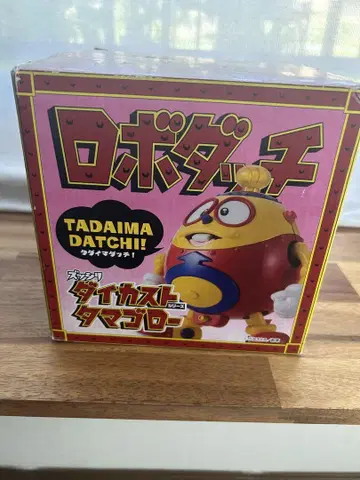 ロボダッチ
TADAIMA
DATCHI!
タダイマダッチ!
ズッシリ
ダイカスト
シリーズ
タマゴロー